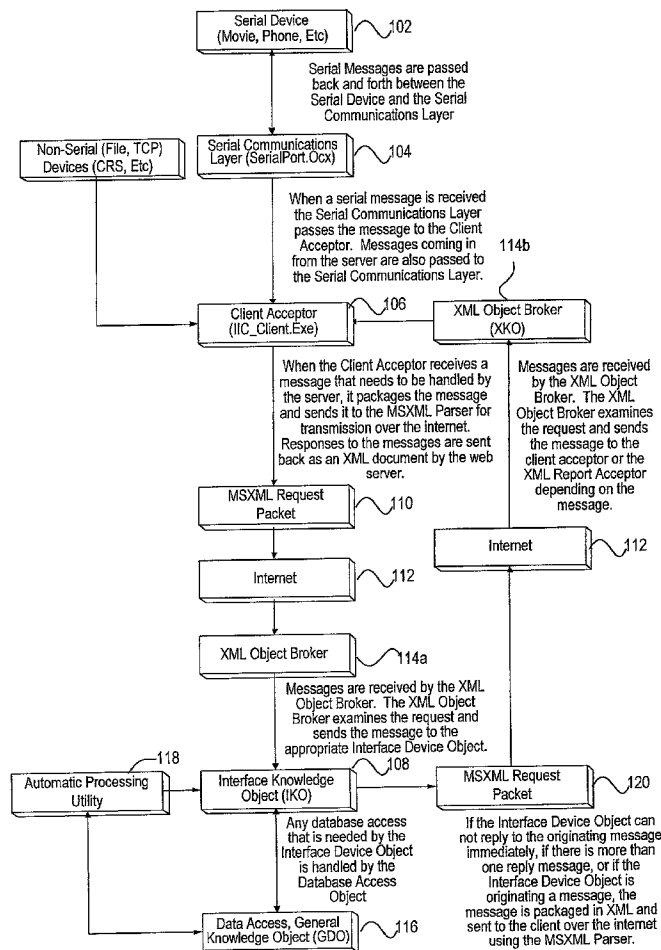 Serial Device
(Movie, Phone, Etc)
102
Serial Messages are passed
back and forth between the
Serial Device and the Serial
Communications Layer
Non-Serial (File, TCP)
Devices (CRS, Etc)
Serial Communications
Layer (SerialPort.Ocx)
104
When a serial message is received
the Serial Communications Layer
passes the message to the Client
Acceptor. Messages coming in
from the server are also passed to
the Serial Communications Layer.
114b
Client Acceptor
(IIC_Client.Exe)
106
XML Object Broker
(XKO)
When the Client Acceptor receives a
message that needs to be handled by
the server, it packages the message
and sends it to the MSXML Parser for
transmission over the internet.
Responses to the messages are sent
back as an XML document by the web
server.
Messages are received
by the XML Object
Broker. The XML
Object Broker examines
the request and sends
the message to the
client acceptor or the
XML Report Acceptor
depending on the
message.
MSXML Request
Packet
110
Internet
112
Internet
112
XML Object Broker
114a
Messages are received by the XML
Object Broker. The XML Object
Broker examines the request and
sends the message to the
appropriate Interface Device Object.
118
Automatic Processing
Utility
Interface Knowledge
Object (IKO)
108
MSXML Request
Packet
120
Any database access
that is needed by the
Interface Device Object
is handled by the
Database Access
Object
If the Interface Device Object can
not reply to the originating message
immediately, if there is more than
one reply message, or if the
Interface Device Object is
originating a message, the
message is packaged in XML and
sent to the client over the internet
using the MSXML Parser.
Data Access, General
Knowledge Object (GDO)
116